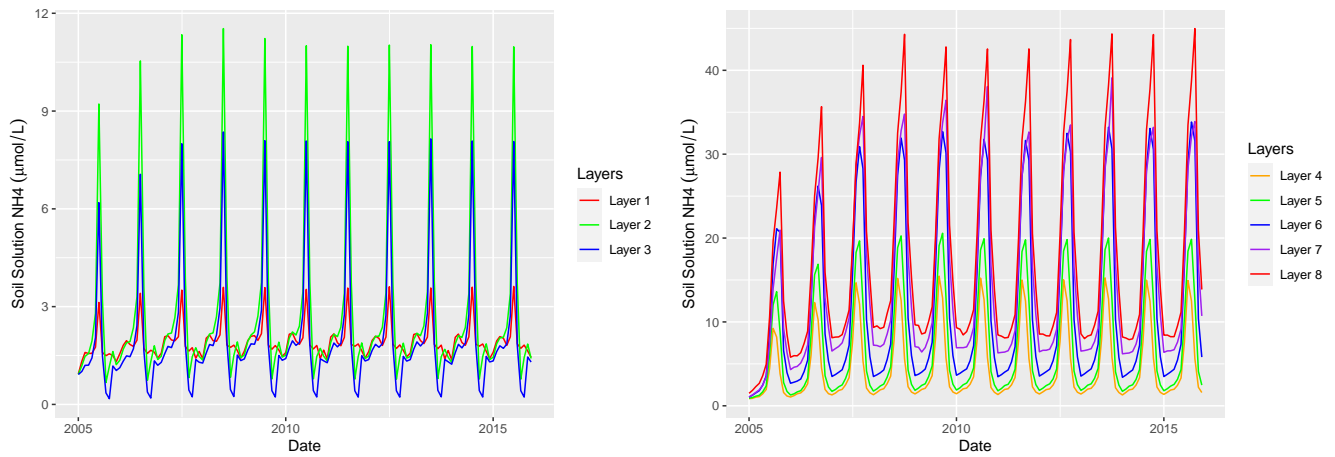 12
9
6
3
0
Soil Solution NH4 (μmol/L)
2005
2010
2015
Date
Layers
Layer 1
Layer 2
Layer 3
40
30
20
10
0
Soil Solution NH4 (μmol/L)
2005
2010
2015
Date
Layers
Layer 4
Layer 5
Layer 6
Layer 7
Layer 8